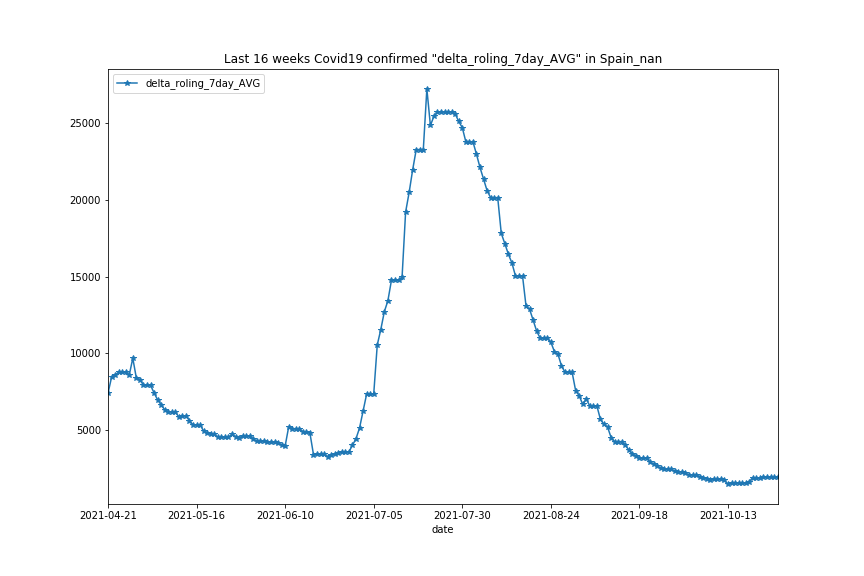 Last 16 weeks Covid19 confirmed "delta_roling_7day_AVG" in Spain_nan
delta_roling_7day_AVG
25000
20000
15000
10000
5000
2021-04-21 2021-05-16 2021-06-10 2021-07-05 2021-07-30 2021-08-24 2021-09-18 2021-10-13
date